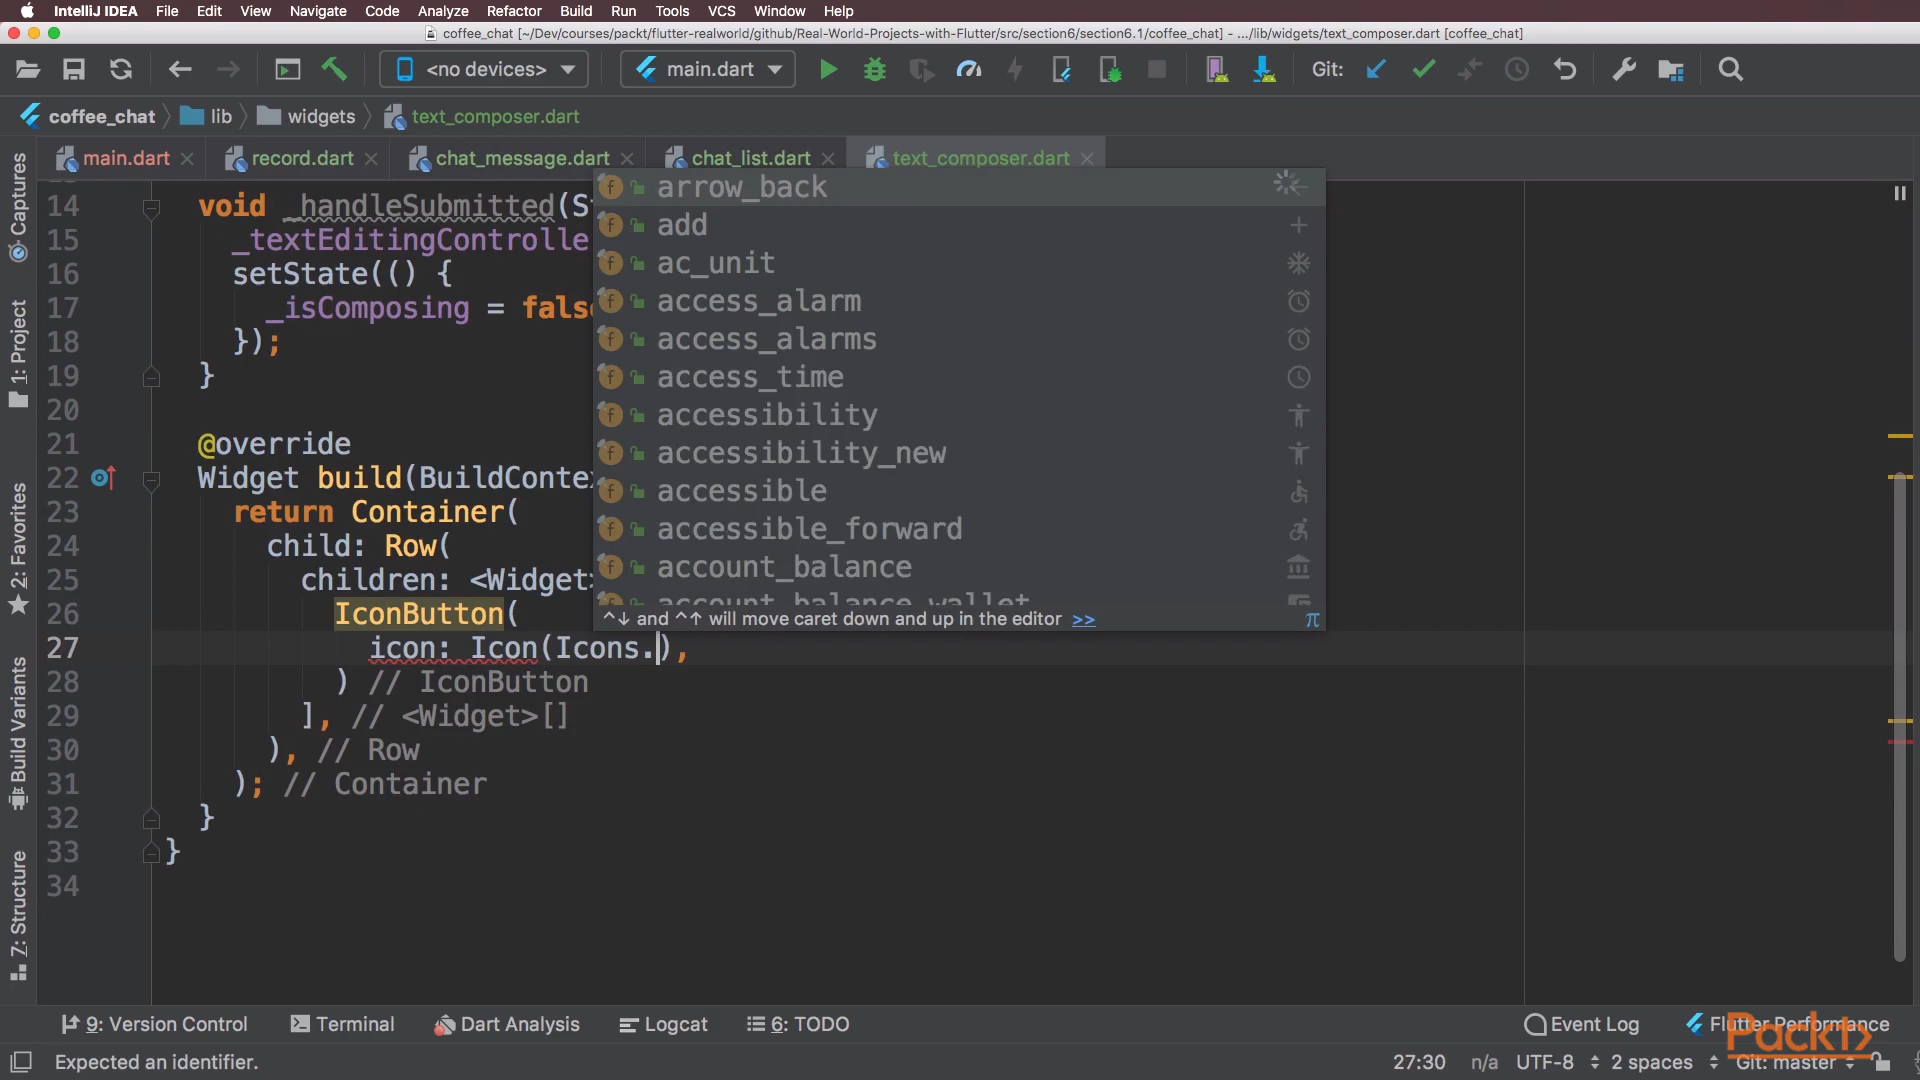 IntelliJ IDEA File Edit View Navigate Code Analyze Refactor Build Run Tools VCS Window Help
coffee_chat [~/Dev/courses/packt/flutter-realworld/github/Real-World-Projects-with-Flutter/src/section6/section6.1/coffee_chat] - .../lib/widgets/text_composer.dart [coffee_chat]
<no devices> main.dart Git:
coffee_chat lib widgets text_composer.dart
main.dart record.dart chat_message.dart chat_list.dart text_composer.dart
Captures
1: Project
2: Favorites
Build Variants
7: Structure
14 void _handleSubmitted(S
15 _textEditingControlle
16 setState(() {
17 _isComposing = fals
18 });
19 }
20
21 @override
22 Widget build(BuildConte
23 return Container(
24 child: Row(
25 children: <Widget>
26 IconButton(
27 icon: Icon(Icons.),
28 ) // IconButton
29 ], // <Widget>[]
30 ), // Row
31 ); // Container
32 }
33 }
34
f arrow_back
f add
f ac_unit
f access_alarm
f access_alarms
f access_time
f accessibility
f accessibility_new
f accessible
f accessible_forward
f account_balance
account_balance_wallet
^↓ and ^↑ will move caret down and up in the editor >> π
9: Version Control Terminal Dart Analysis Logcat 6: TODO Event Log Flutter Performance
Packt>
Expected an identifier. 27:30 n/a UTF-8 2 spaces Git: master